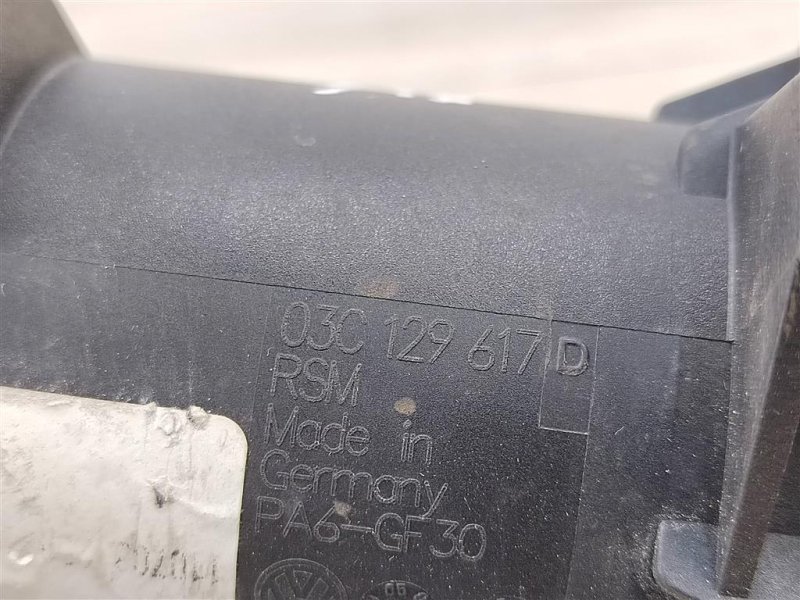 03C 129 617 D
RSM
Made in
Germany
PA6-GF30